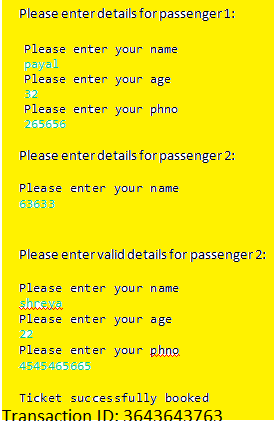 Please enter details for passenger 1:
Please enter your name
payal
Please enter your age
32
Please enter your phno
265656
Please enter details for passenger 2:
Please enter your name
63633
Please enter valid details for passenger 2:
Please enter your name
shreya
Please enter your age
22
Please enter your phno
4545465665
Ticket successfully booked
Transaction ID: 3643643763